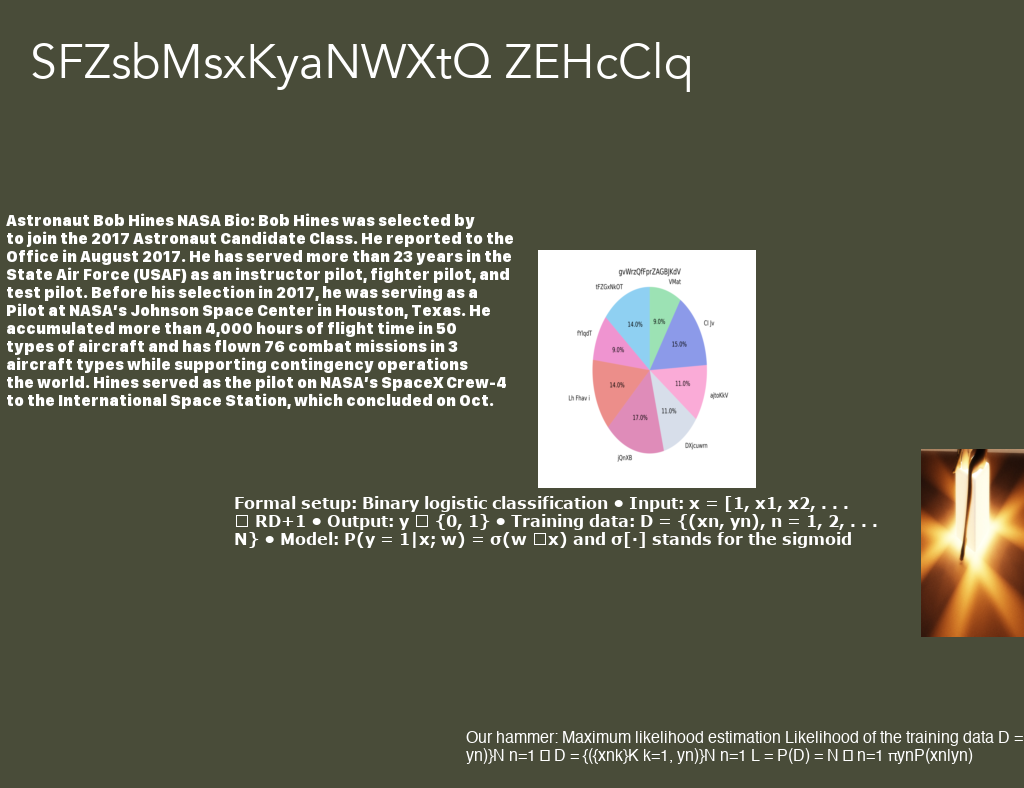 SFZsbMsxKyaNWXtQ ZEHcClq
Astronaut Bob Hines NASA Bio: Bob Hines was selected by
to join the 2017 Astronaut Candidate Class. He reported to the
Office in August 2017. He has served more than 23 years in the
State Air Force (USAF) as an instructor pilot, fighter pilot, and
test pilot. Before his selection in 2017, he was serving as a
Pilot at NASA's Johnson Space Center in Houston, Texas. He
accumulated more than 4,000 hours of flight time in 50
types of aircraft and has flown 76 combat missions in 3
aircraft types while supporting contingency operations
the world. Hines served as the pilot on NASA's SpaceX Crew-4
to the International Space Station, which concluded on Oct.
gvWrzQfFprZAGBJKdV
VMat
tFZGxNkOT
Cl Jv
14.0%
9.0%
fYlqdT
15.0%
9.0%
11.0%
14.0%
ajtoKkV
Lh Fhav i
11.0%
17.0%
DXjcuwm
jQnXB
Formal setup: Binary logistic classification • Input: x = [1, x1, x2, . . .
RD+1 • Output: y {0, 1} • Training data: D = {(xn, yn), n = 1, 2, . . .
N} • Model: P(y = 1|x; w) = σ(w x) and σ[·] stands for the sigmoid
Our hammer: Maximum likelihood estimation Likelihood of the training data D =
yn)}N n=1 D = {({xnk}K k=1, yn)}N n=1 L = P(D) = N n=1 πynP(xn|yn)